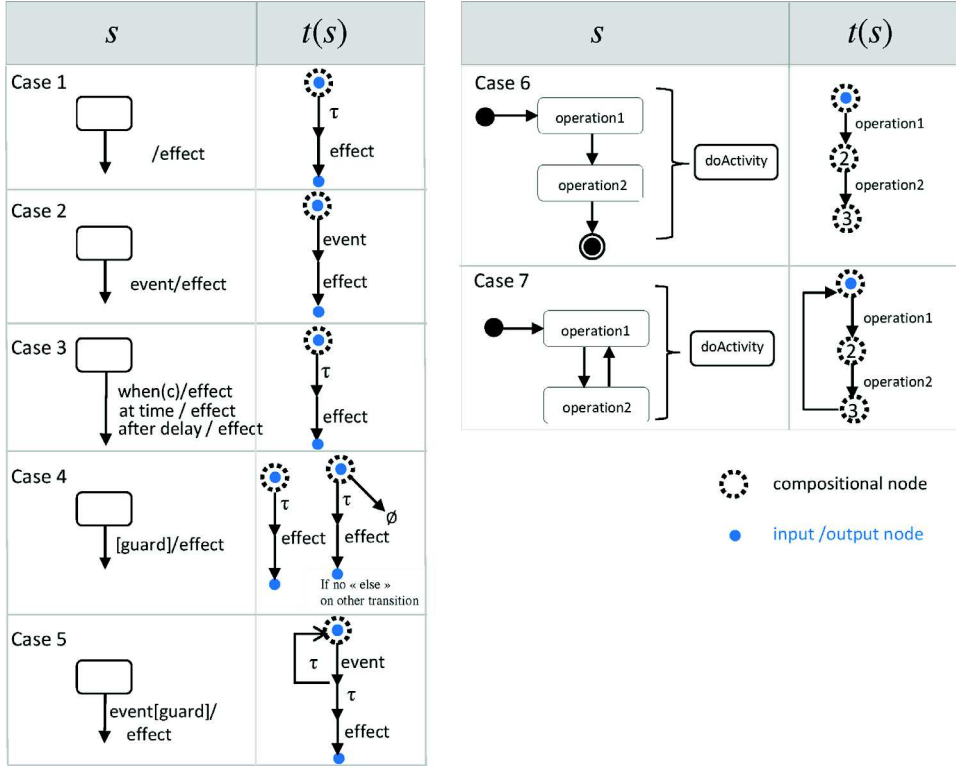 s t(s)
Case 1
τ
effect
/effect
Case 2
event
effect
event/effect
Case 3
τ
when(c)/effect
at time / effect
after delay / effect
effect
Case 4
τ τ
Ø
[guard]/effect
effect effect
If no « else »
on other transition
Case 5
τ event
τ
event[guard]/
effect
effect
s t(s)
Case 6
operation1
operation1
doActivity
2
operation2
operation2
3
Case 7
operation1
operation1
doActivity
2
operation2
operation2
3
compositional node
input /output node